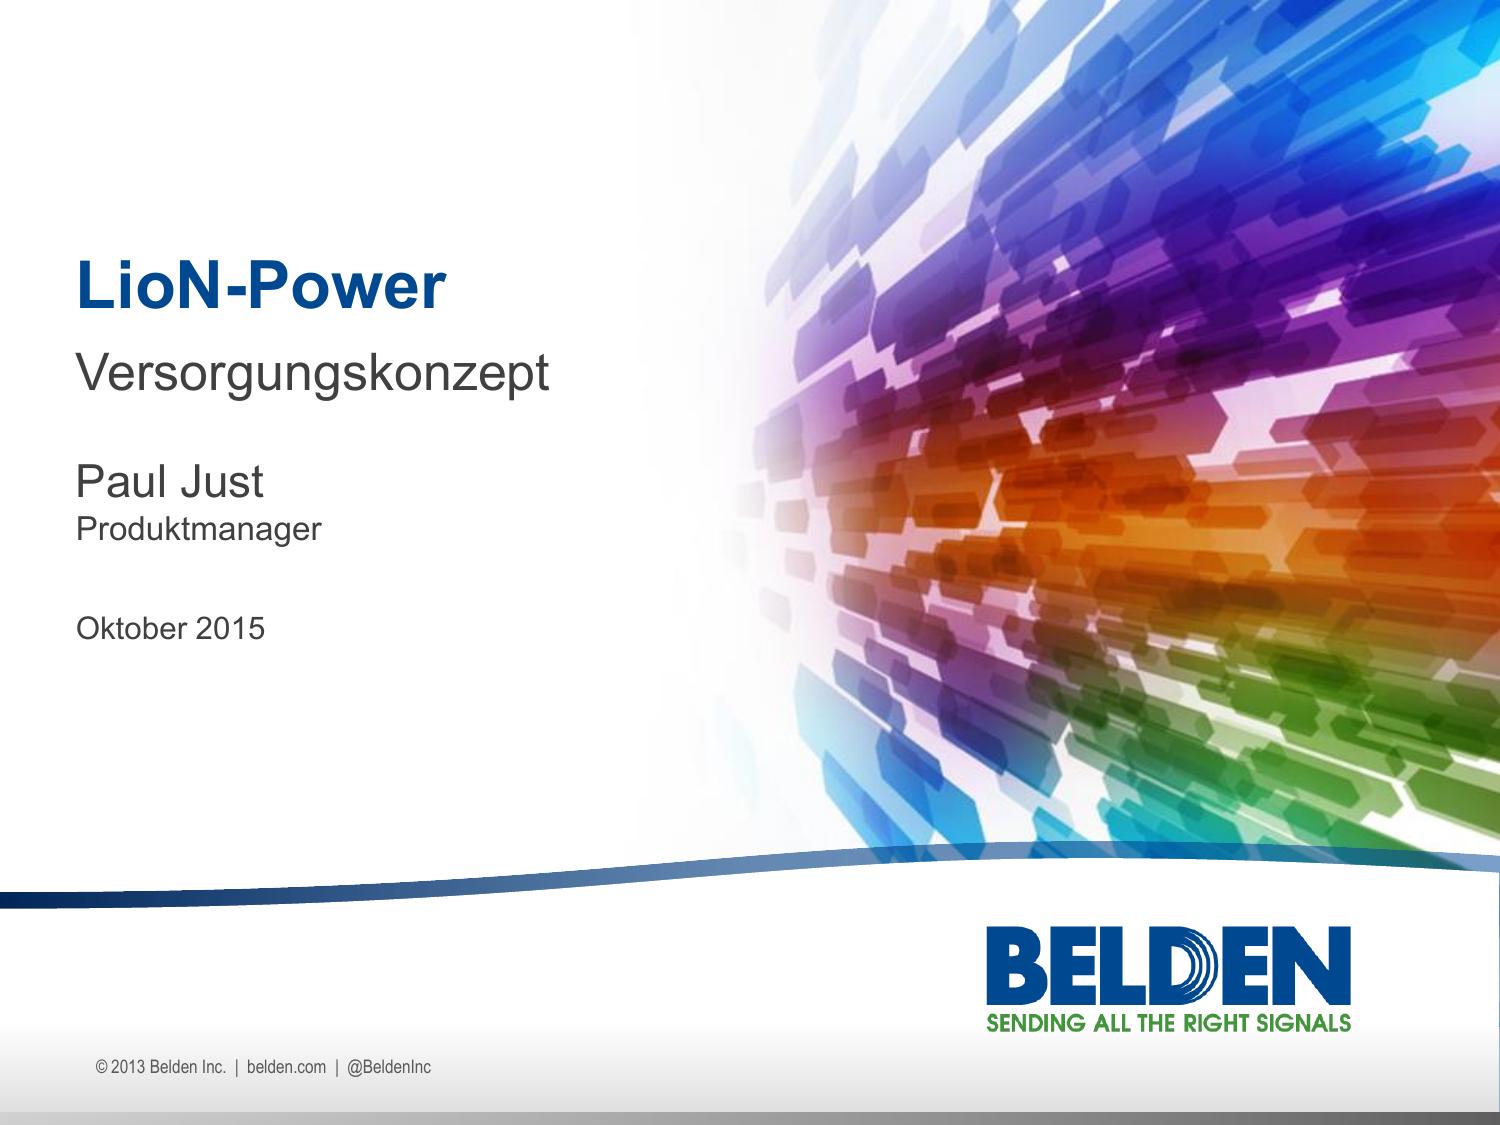 LioN-Power
Versorgungskonzept
Paul Just
Produktmanager
Oktober 2015
BELDEN
SENDING ALL THE RIGHT SIGNALS
© 2013 Belden Inc. | belden.com | @BeldenInc